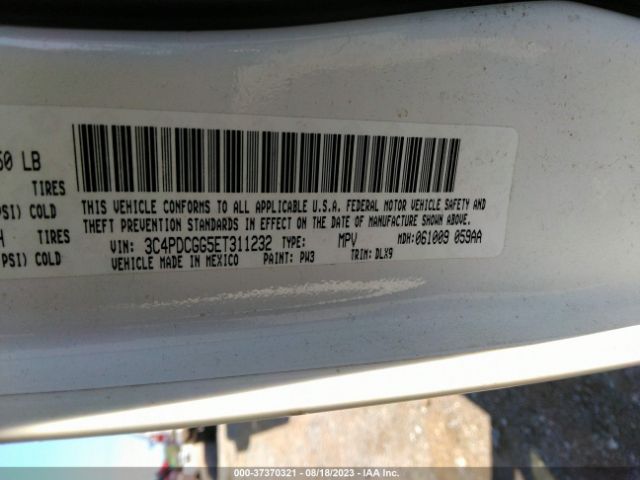 50 LB
TIRES
PSI) COLD
H TIRES
PSI) COLD
THIS VEHICLE CONFORMS TO ALL APPLICABLE U.S.A. FEDERAL MOTOR VEHICLE SAFETY AND
THEFT PREVENTION STANDARDS IN EFFECT ON THE DATE OF MANUFACTURE SHOWN ABOVE.
VIN: 3C4PDCGG5ET311232 TYPE: MPV MDH:061009 059AA
VEHICLE MADE IN MEXICO PAINT: PW3 TRIM: DLX9
000-37370321 | 08/18/2023 | IAA Inc.